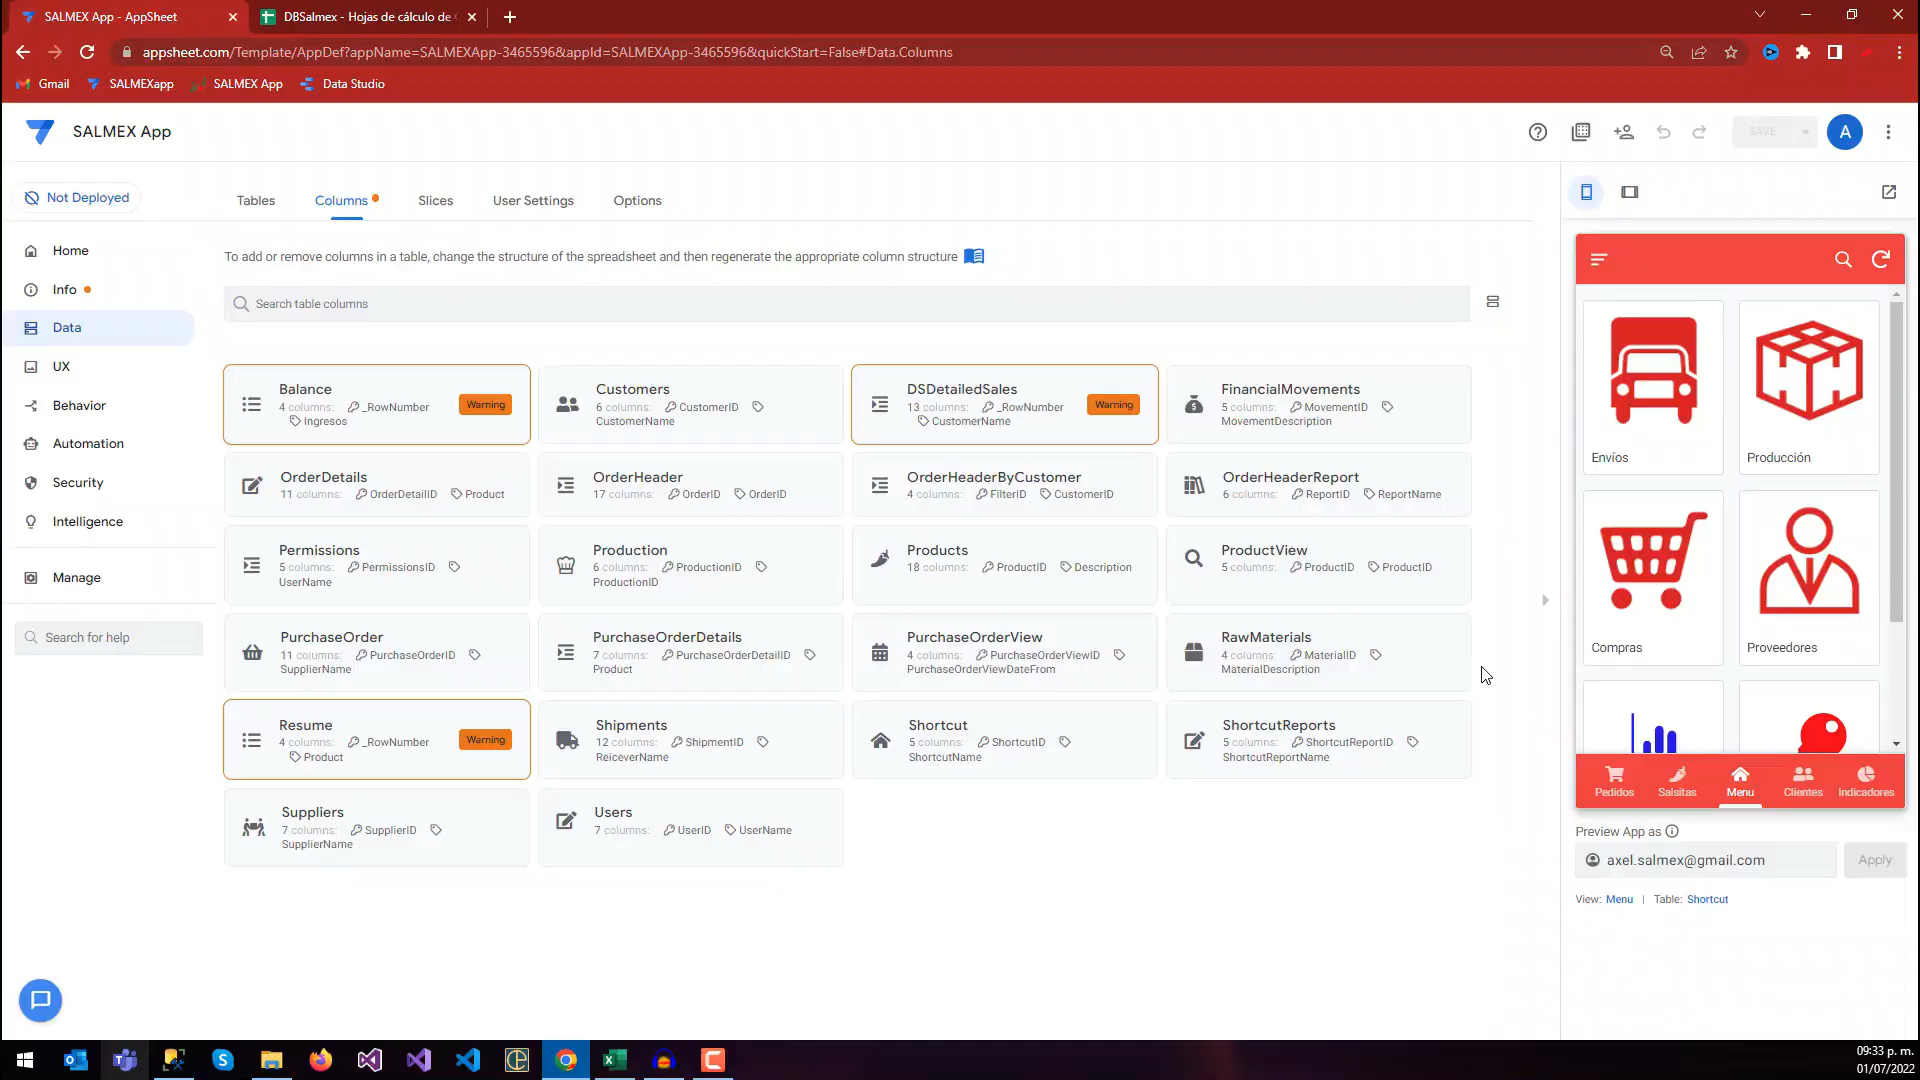 SALMEX App - AppSheet
DBSalmex - Hojas de cálculo de
appsheet.com/Template/AppDef?appName=SALMEXApp-3465596&appId=SALMEXApp-3465596&quickStart=False#Data.Columns
Gmail
SALMEXapp
SALMEX App
Data Studio
SALMEX App
SAVE
A
Not Deployed
Tables
Columns
Slices
User Settings
Options
Home
Info
Data
UX
Behavior
Automation
Security
Intelligence
Manage
Search for help
To add or remove columns in a table, change the structure of the spreadsheet and then regenerate the appropriate column structure
Search table columns
Balance
4 columns: _RowNumber
Ingresos
Warning
Customers
6 columns: CustomerID
CustomerName
DSDetailedSales
13 columns: _RowNumber
CustomerName
Warning
FinancialMovements
5 columns: MovementID
MovementDescription
OrderDetails
11 columns: OrderDetailID Product
OrderHeader
17 columns: OrderID OrderID
OrderHeaderByCustomer
4 columns: FilterID CustomerID
OrderHeaderReport
6 columns: ReportID ReportName
Permissions
5 columns: PermissionsID
UserName
Production
6 columns: ProductionID
ProductionID
Products
18 columns: ProductID Description
ProductView
5 columns: ProductID ProductID
PurchaseOrder
11 columns: PurchaseOrderID
SupplierName
PurchaseOrderDetails
7 columns: PurchaseOrderDetailID
Product
PurchaseOrderView
4 columns: PurchaseOrderViewID
PurchaseOrderViewDateFrom
RawMaterials
4 columns: MaterialID
MaterialDescription
Resume
4 columns: _RowNumber
Product
Warning
Shipments
12 columns: ShipmentID
ReiceverName
Shortcut
5 columns: ShortcutID
ShortcutName
ShortcutReports
5 columns: ShortcutReportID
ShortcutReportName
Suppliers
7 columns: SupplierID
SupplierName
Users
7 columns: UserID UserName
Envíos
Producción
Compras
Proveedores
Pedidos
Salsitas
Menu
Clientes
Indicadores
Preview App as
axel.salmex@gmail.com
Apply
View: Menu | Table: Shortcut
09:33 p. m.
01/07/2022